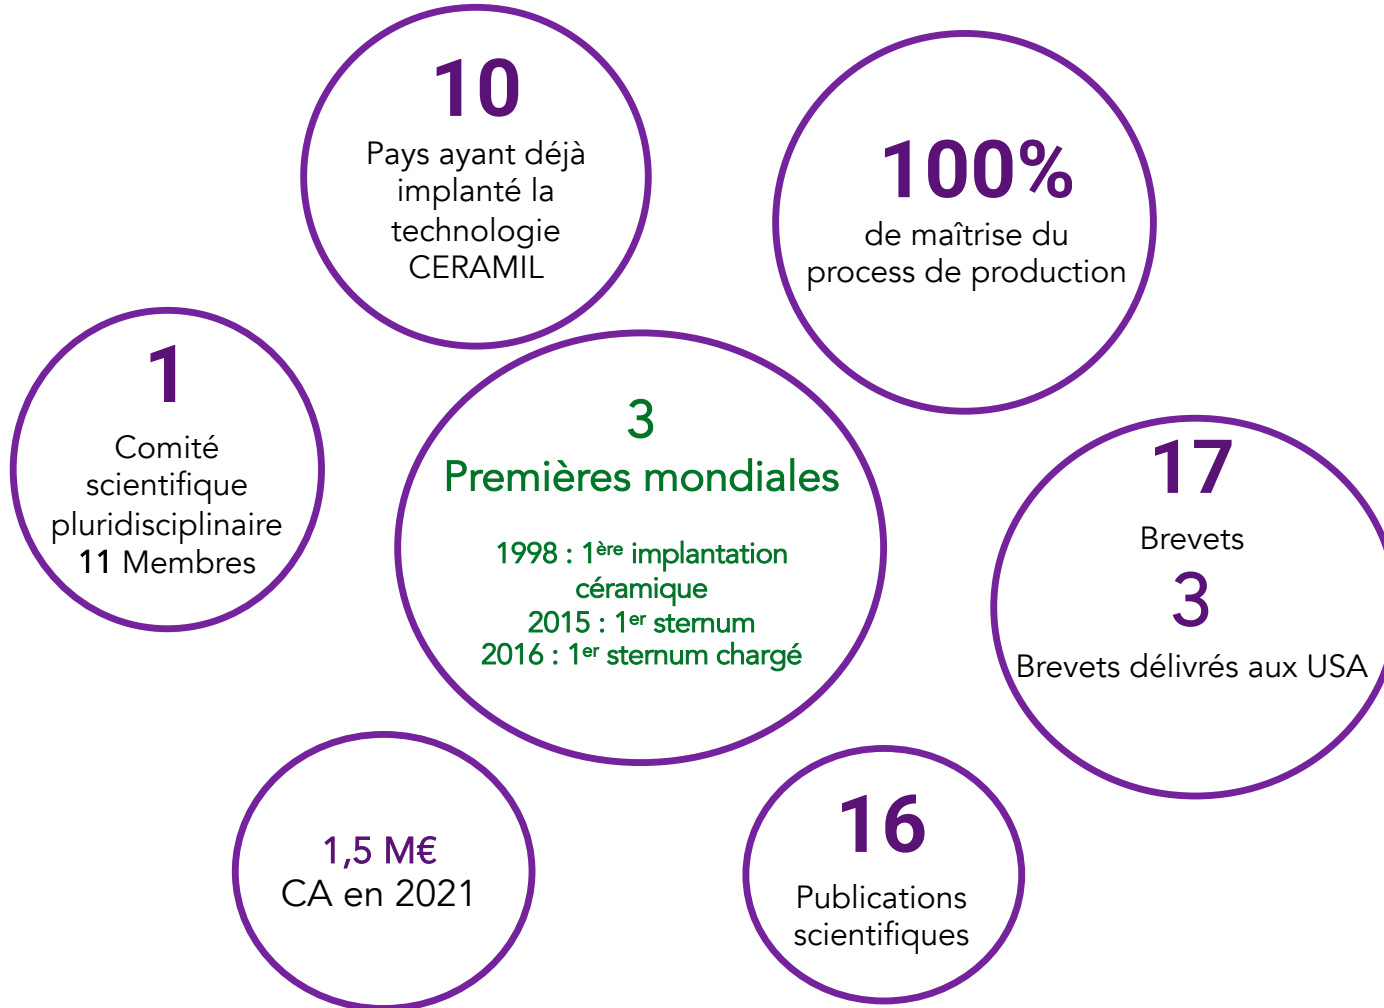 10
Pays ayant déjà
implanté la
technologie
CERAMIL
100%
de maîtrise du
process de production
1
Comité
scientifique
pluridisciplinaire
11 Membres
3
Premières mondiales
1998 : 1ère implantation
céramique
2015 : 1er sternum
2016 : 1er sternum chargé
17
Brevets
3
Brevets délivrés aux USA
1,5 M€
CA en 2021
16
Publications
scientifiques